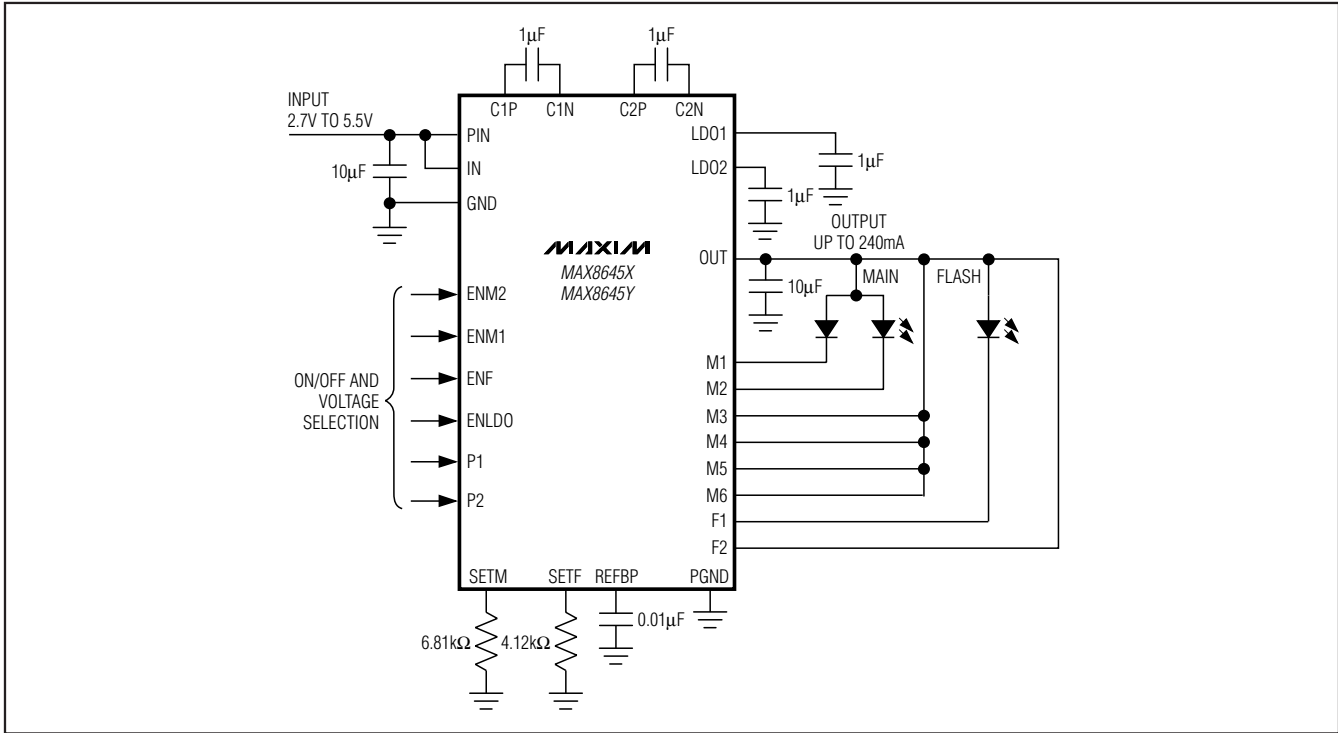 1µF
1µF
INPUT
2.7V TO 5.5V
C1P
C1N
C2P
C2N
PIN
LDO1
10µF
IN
LDO2
1µF
1µF
GND
OUTPUT
UP TO 240mA
MAXIM
MAX8645X
MAX8645Y
OUT
MAIN
FLASH
10µF
ENM2
ENM1
ENF
ENLDO
P1
P2
ON/OFF AND
VOLTAGE
SELECTION
M1
M2
M3
M4
M5
M6
F1
F2
SETM
SETF
REFBP
PGND
6.81kΩ
4.12kΩ
0.01µF